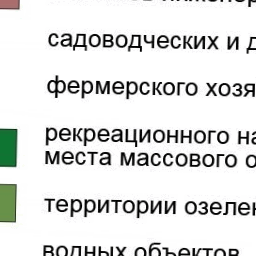 садоводческих и д
фермерского хозя
рекреационного на
места массового о
территории озелен
водных объектов